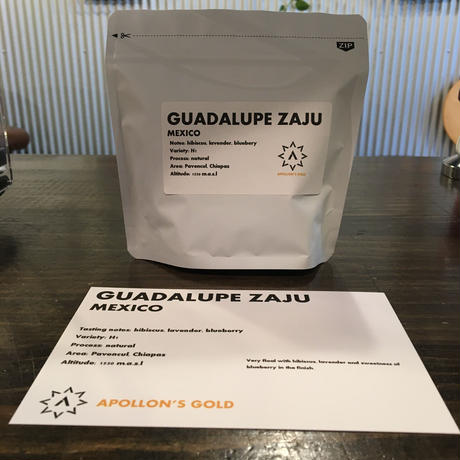 ZIP
GUADALUPE ZAJU
MEXICO
Notes: hibiscus, lavender, blueberry
Variety: H1
Process: natural
Area: Pavencul, Chiapas
Altitude: 1550 m.a.s.l
APOLLON'S GOLD
GUADALUPE ZAJU
MEXICO
Tasting notes: hibiscus, lavender, blueberry
Variety: H1
Process: natural
Area: Pavencul, Chiapas
Altitude: 1550 m.a.s.l
Very floal with hibiscus, lavender and sweetness of
blueberry in the finish.
APOLLON'S GOLD